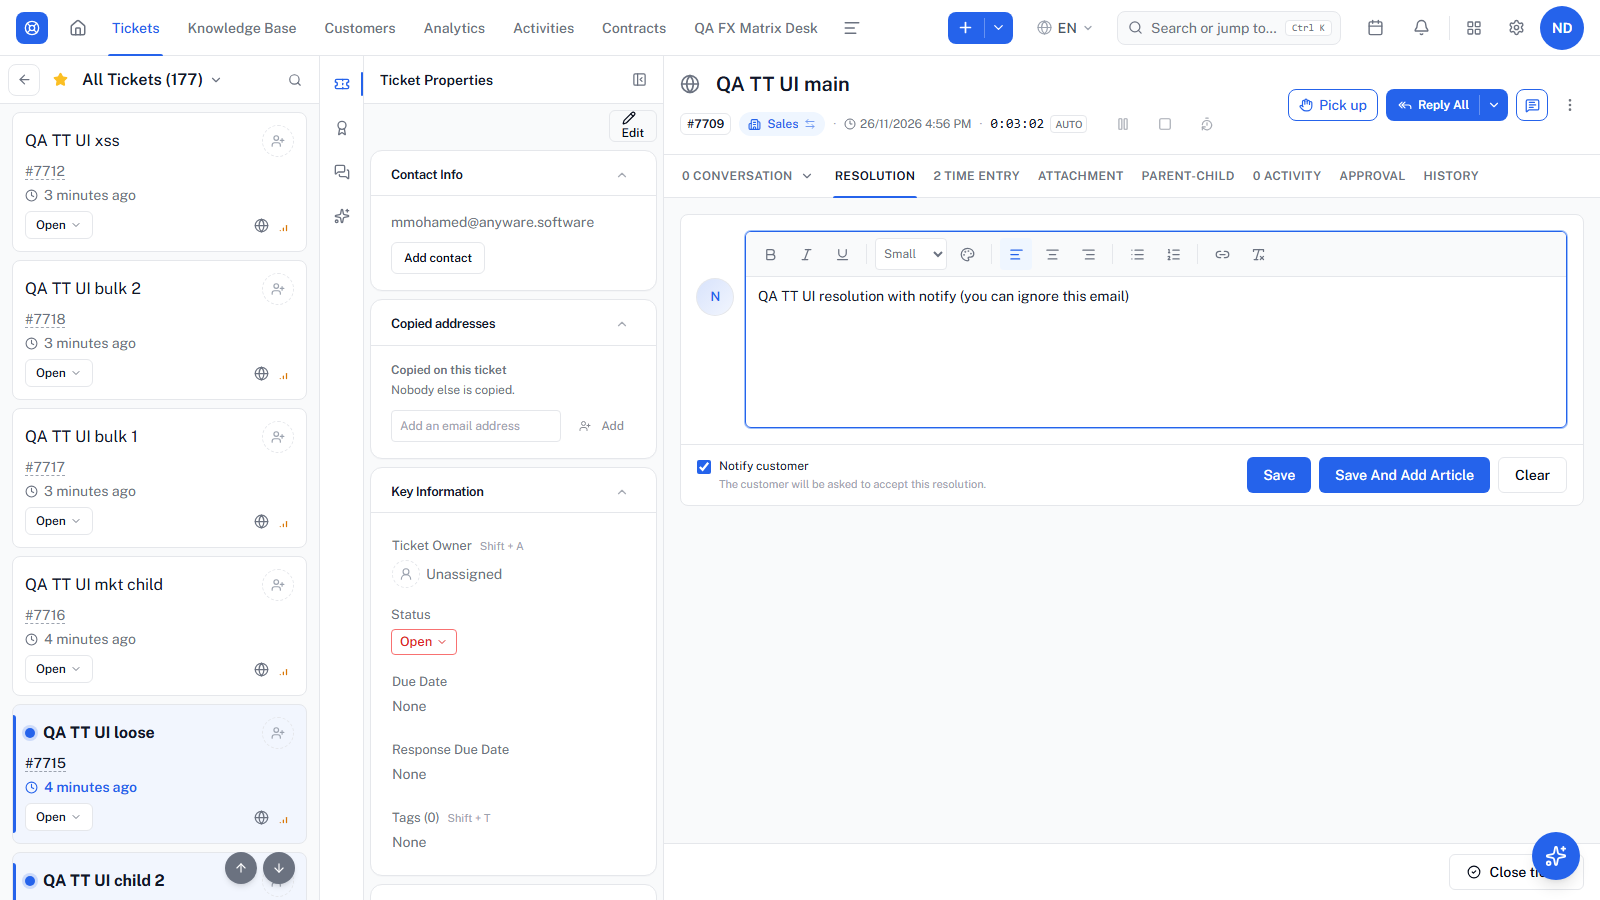 Tickets
Knowledge Base
Customers
Analytics
Activities
Contracts
QA FX Matrix Desk
EN
Search or jump to...
Ctrl K
ND
All Tickets (177)
QA TT UI xss
#7712
3 minutes ago
Open
QA TT UI bulk 2
#7718
3 minutes ago
Open
QA TT UI bulk 1
#7717
3 minutes ago
Open
QA TT UI mkt child
#7716
4 minutes ago
Open
QA TT UI loose
#7715
4 minutes ago
Open
QA TT UI child 2
Ticket Properties
Edit
Contact Info
mmohamed@anyware.software
Add contact
Copied addresses
Copied on this ticket
Nobody else is copied.
Add an email address
Add
Key Information
Ticket Owner Shift + A
Unassigned
Status
Open
Due Date
None
Response Due Date
None
Tags (0) Shift + T
None
QA TT UI main
#7709 Sales · 26/11/2026 4:56 PM · 0:03:02 AUTO
Pick up
Reply All
0 CONVERSATION
RESOLUTION
2 TIME ENTRY
ATTACHMENT
PARENT-CHILD
0 ACTIVITY
APPROVAL
HISTORY
Small
N
QA TT UI resolution with notify (you can ignore this email)
Notify customer
The customer will be asked to accept this resolution.
Save
Save And Add Article
Clear
Close